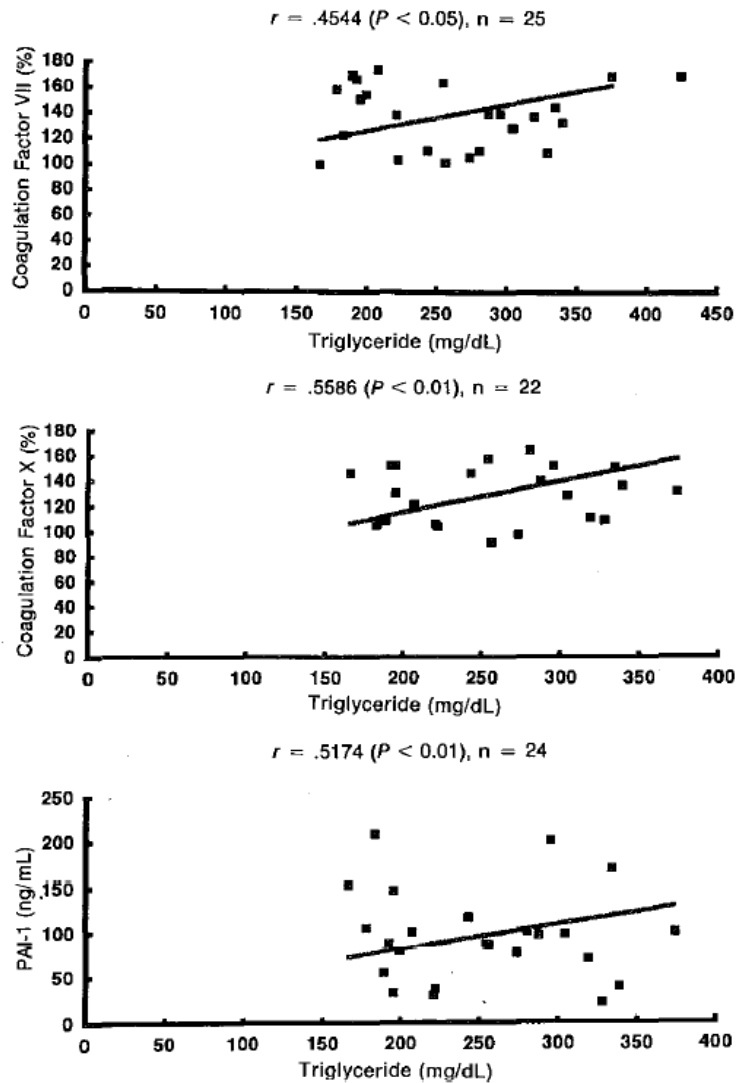 r = .4544 (P < 0.05), n = 25
Coagulation Factor VII (%)
180
160
140
120
100
80
60
40
20
0
0 50 100 150 200 250 300 350 400 450
Triglyceride (mg/dL)
r = .5586 (P < 0.01), n = 22
Coagulation Factor X (%)
180
160
140
120
100
80
60
40
20
0
0 50 100 150 200 250 300 350 400
Triglyceride (mg/dL)
r = .5174 (P < 0.01), n = 24
PAI-1 (ng/mL)
250
200
150
100
50
0
0 50 100 150 200 250 300 350 400
Triglyceride (mg/dL)